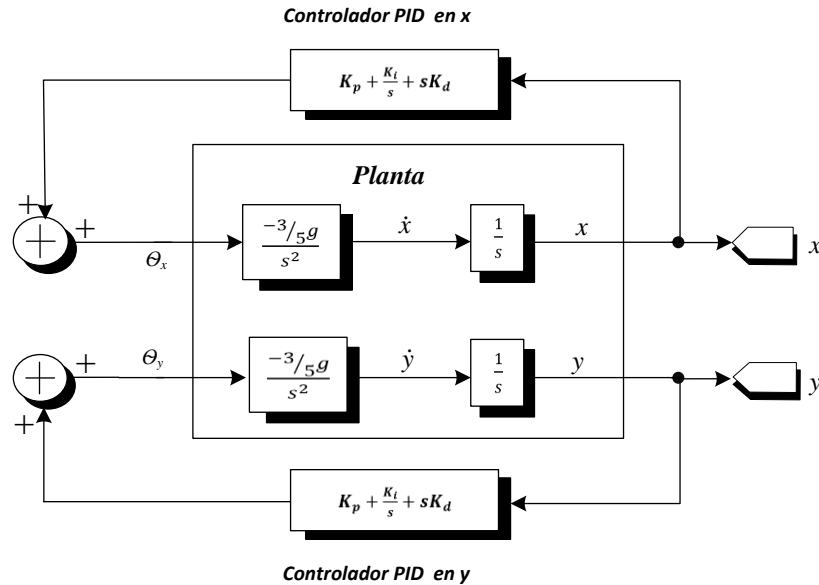 Controlador PID en x
K_p + K_i/s + sK_d
Planta
+
+
+
-3/5 g
s²
ẋ
1
s
x
x
Θ_x
+
+
+
Θ_y
-3/5 g
s²
ẏ
1
s
y
y
K_p + K_i/s + sK_d
Controlador PID en y